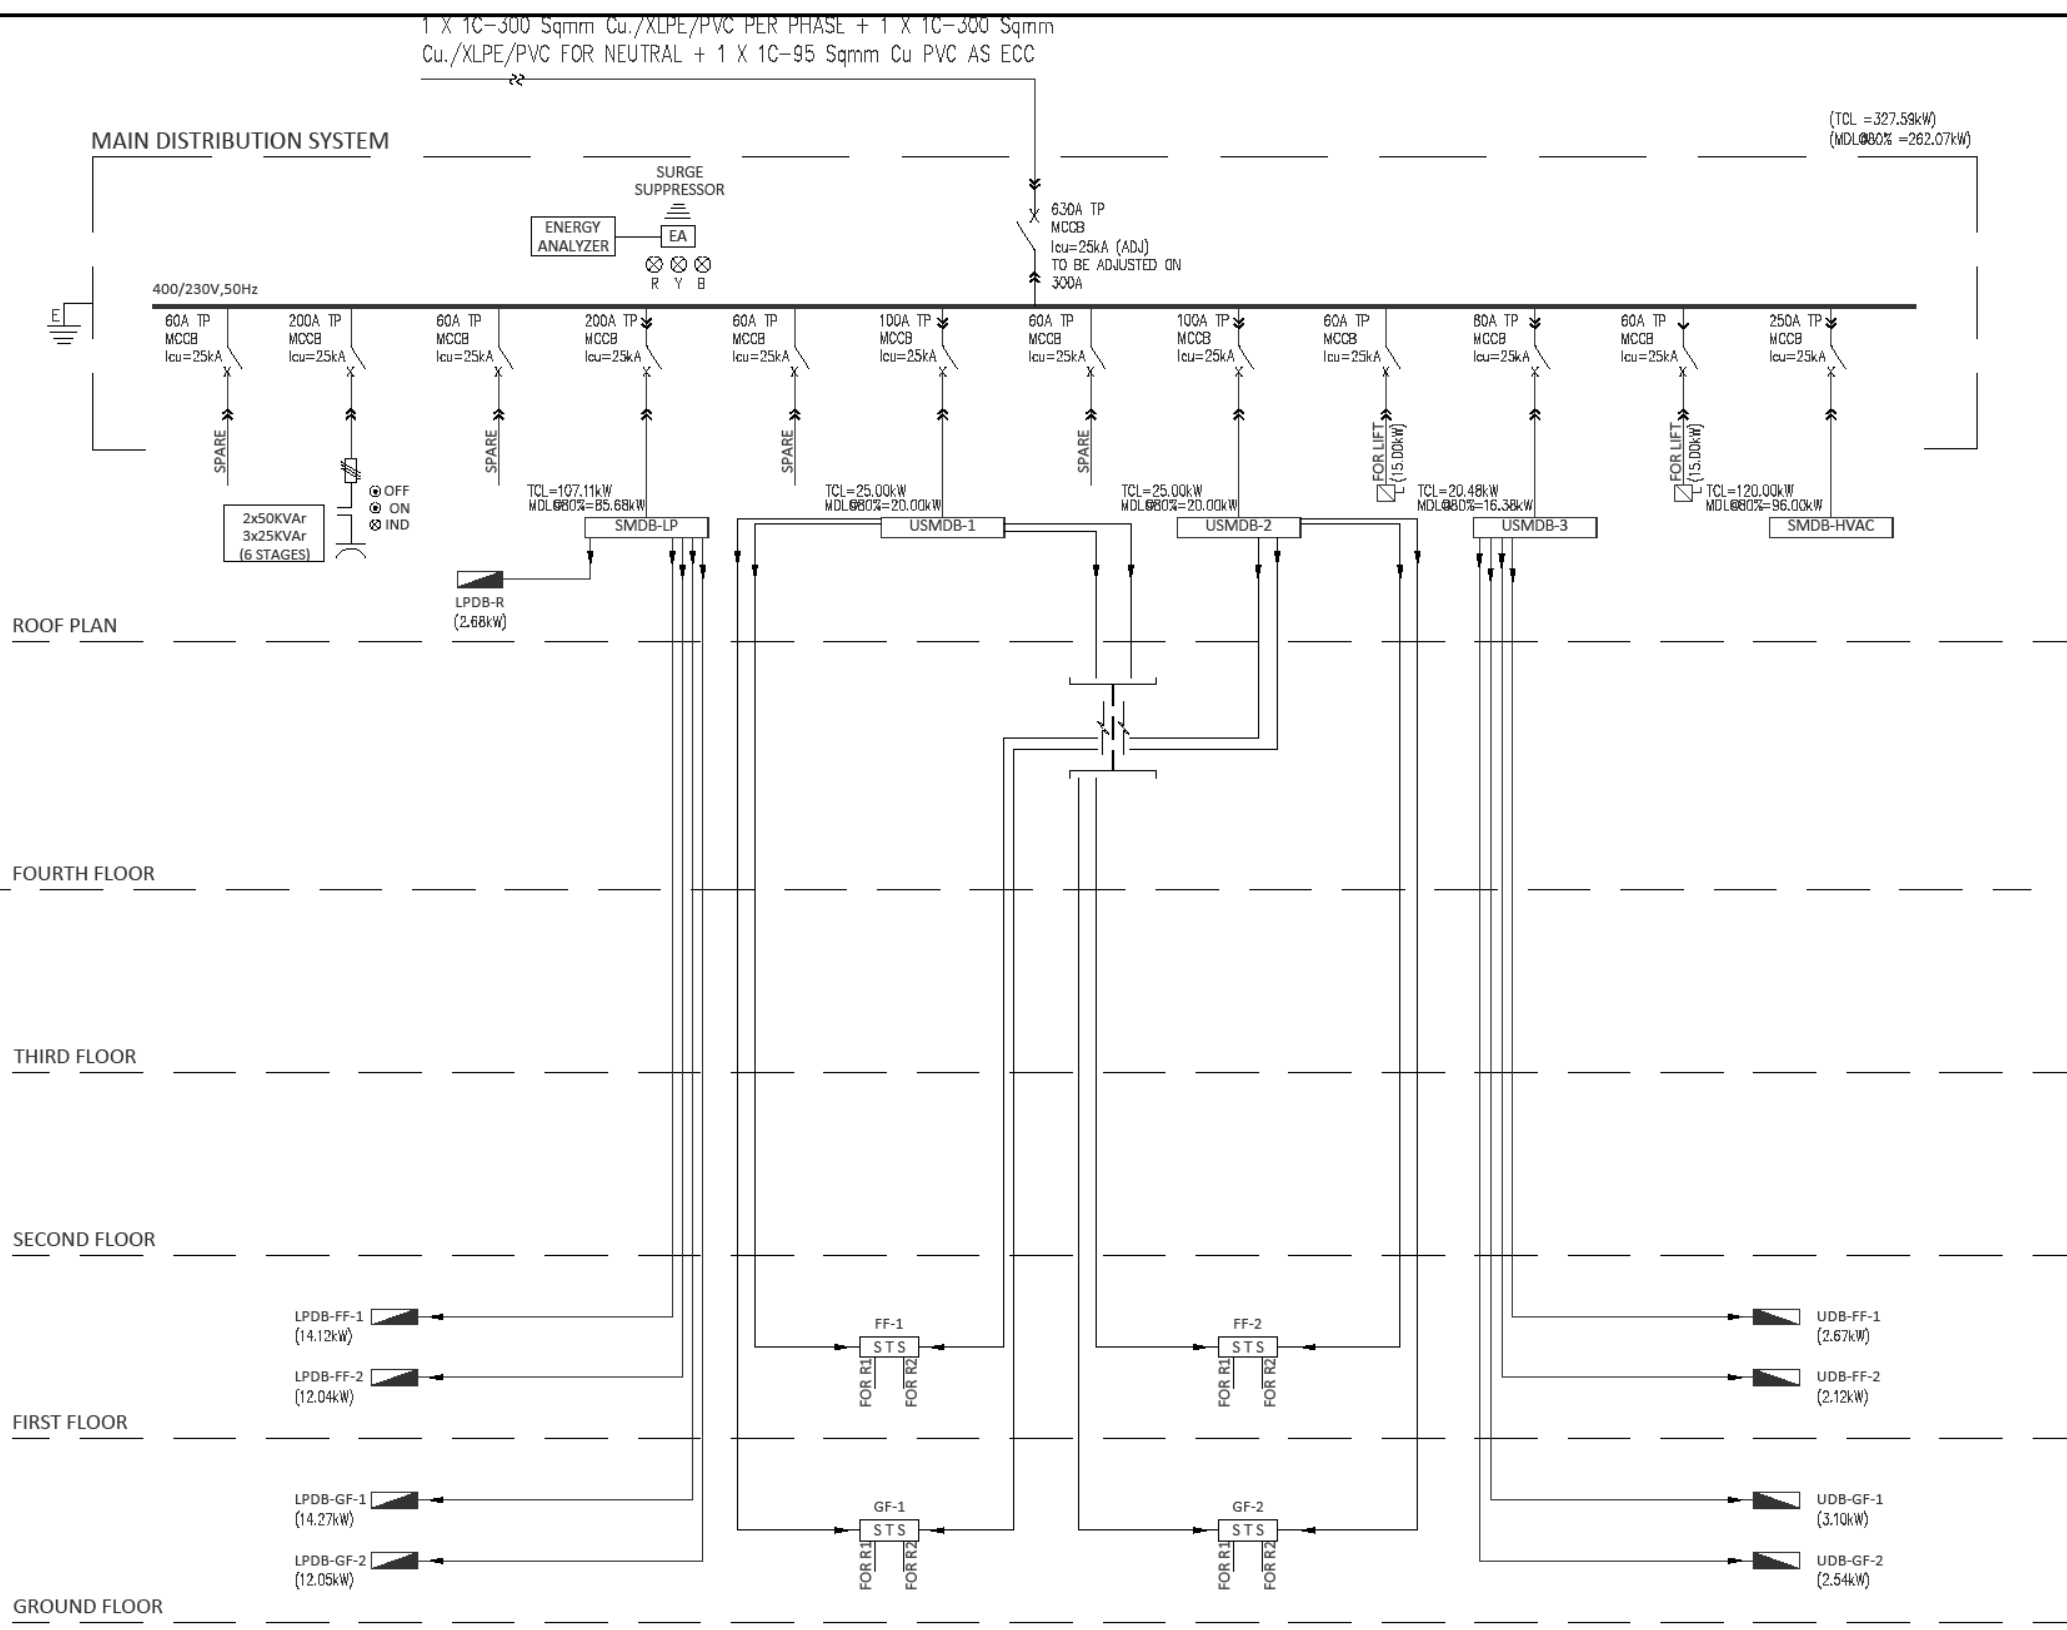 1 X 1C-300 Sqmm Cu./XLPE/PVC PER PHASE + 1 X 1C-300 Sqmm
Cu./XLPE/PVC FOR NEUTRAL + 1 X 1C-95 Sqmm Cu PVC AS ECC
(TCL =327.59kW)
(MDL@80% =262.07kW)
MAIN DISTRIBUTION SYSTEM
SURGE
SUPPRESSOR
ENERGY
ANALYZER
EA
R Y B
630A TP
MCCB
Icu=25kA (ADJ)
TO BE ADJUSTED ON
300A
400/230V,50Hz
E
60A TP
MCCB
Icu=25kA
SPARE
200A TP
MCCB
Icu=25kA
60A TP
MCCB
Icu=25kA
SPARE
200A TP
MCCB
Icu=25kA
60A TP
MCCB
Icu=25kA
SPARE
100A TP
MCCB
Icu=25kA
60A TP
MCCB
Icu=25kA
SPARE
100A TP
MCCB
Icu=25kA
60A TP
MCCB
Icu=25kA
FOR LIFT
(15.00kW)
80A TP
MCCB
Icu=25kA
60A TP
MCCB
Icu=25kA
FOR LIFT
(15.00kW)
250A TP
MCCB
Icu=25kA
OFF
ON
IND
2x50KVAr
3x25KVAr
(6 STAGES)
TCL=107.11kW
MDL@80%=85.68kW
SMDB-LP
TCL=25.00kW
MDL@80%=20.00kW
USMDB-1
TCL=25.00kW
MDL@80%=20.00kW
USMDB-2
TCL=20.48kW
MDL@80%=16.38kW
USMDB-3
TCL=120.00kW
MDL@80%=96.00kW
SMDB-HVAC
LPDB-R
(2.68kW)
ROOF PLAN
FOURTH FLOOR
THIRD FLOOR
SECOND FLOOR
LPDB-FF-1
(14.12kW)
LPDB-FF-2
(12.04kW)
FF-1
STS
FOR R1
FOR R2
FF-2
STS
FOR R1
FOR R2
UDB-FF-1
(2.67kW)
UDB-FF-2
(2.12kW)
FIRST FLOOR
LPDB-GF-1
(14.27kW)
LPDB-GF-2
(12.05kW)
GF-1
STS
FOR R1
FOR R2
GF-2
STS
FOR R1
FOR R2
UDB-GF-1
(3.10kW)
UDB-GF-2
(2.54kW)
GROUND FLOOR